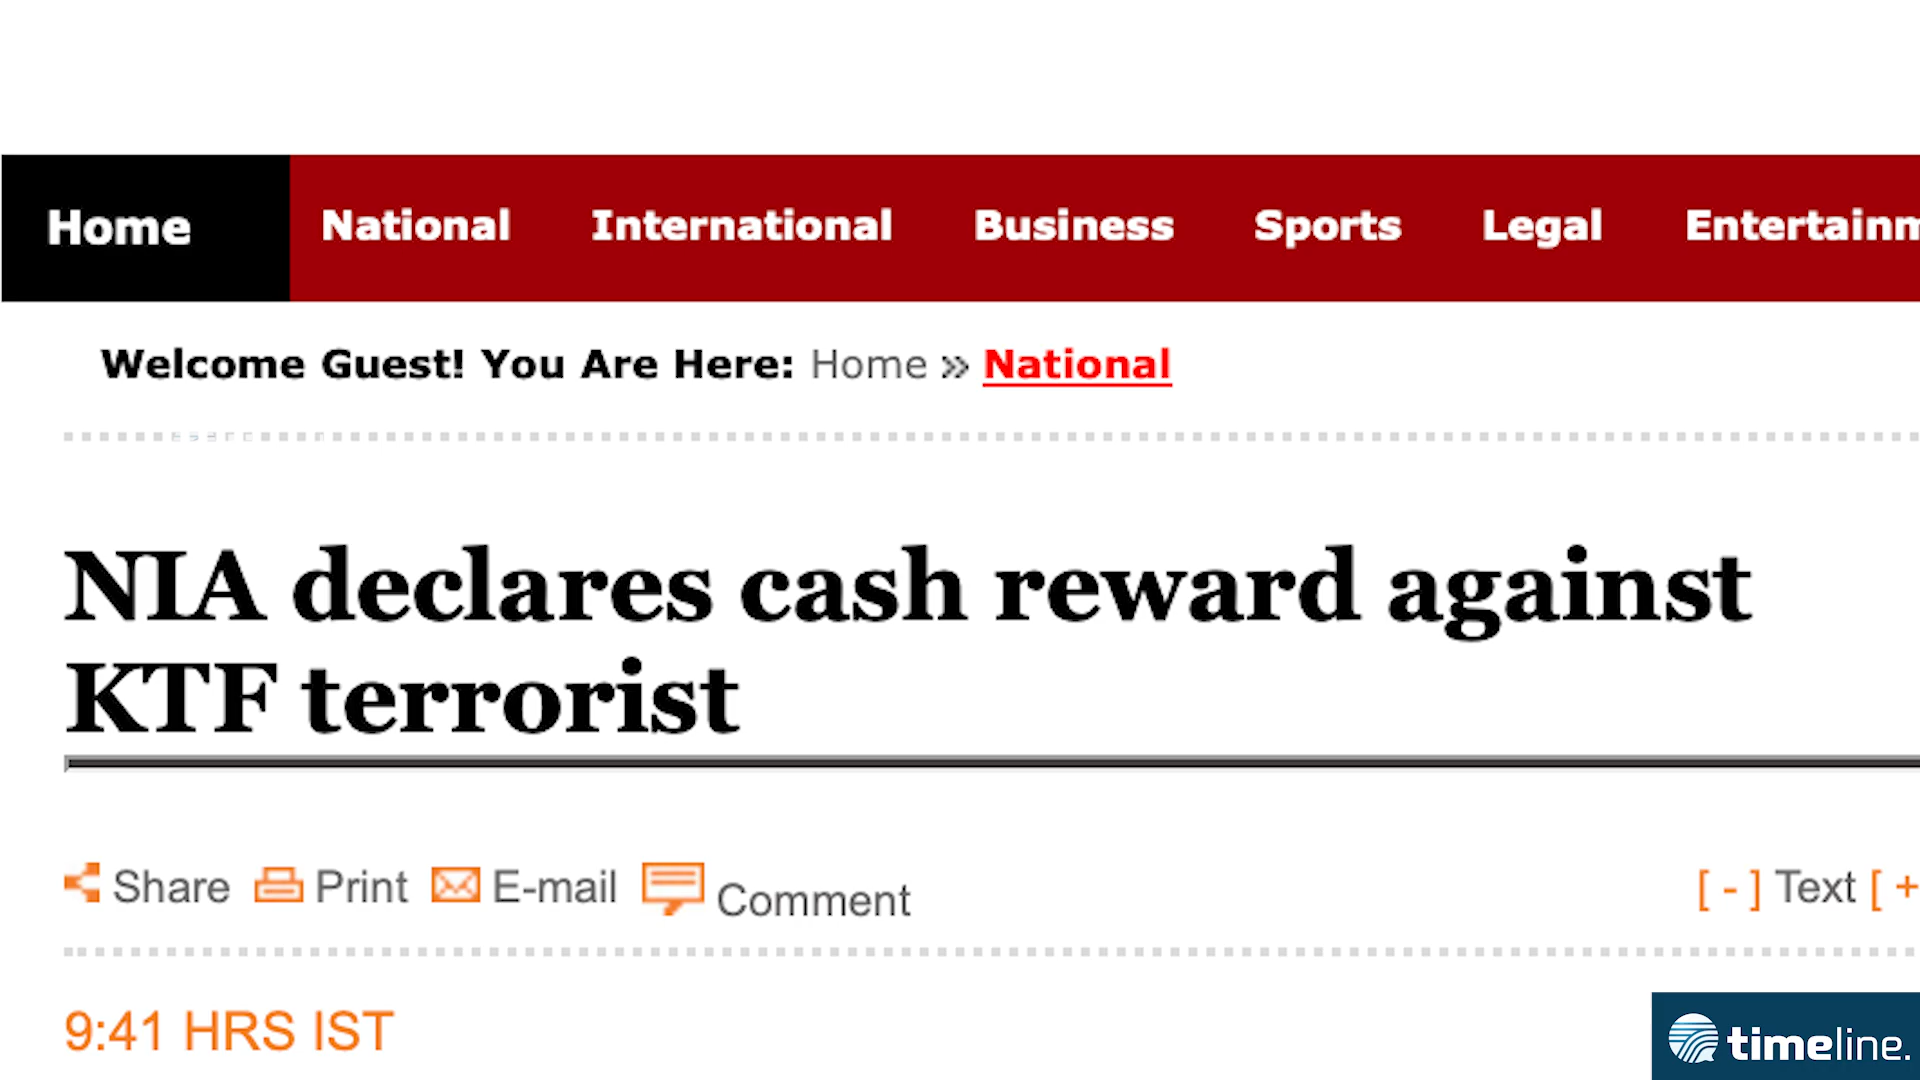 Home National International Business Sports Legal Entertainm
Welcome Guest! You Are Here: Home » National
NIA declares cash reward against
KTF terrorist
Share Print E-mail Comment [ - ] Text [ +
9:41 HRS IST
timeline.